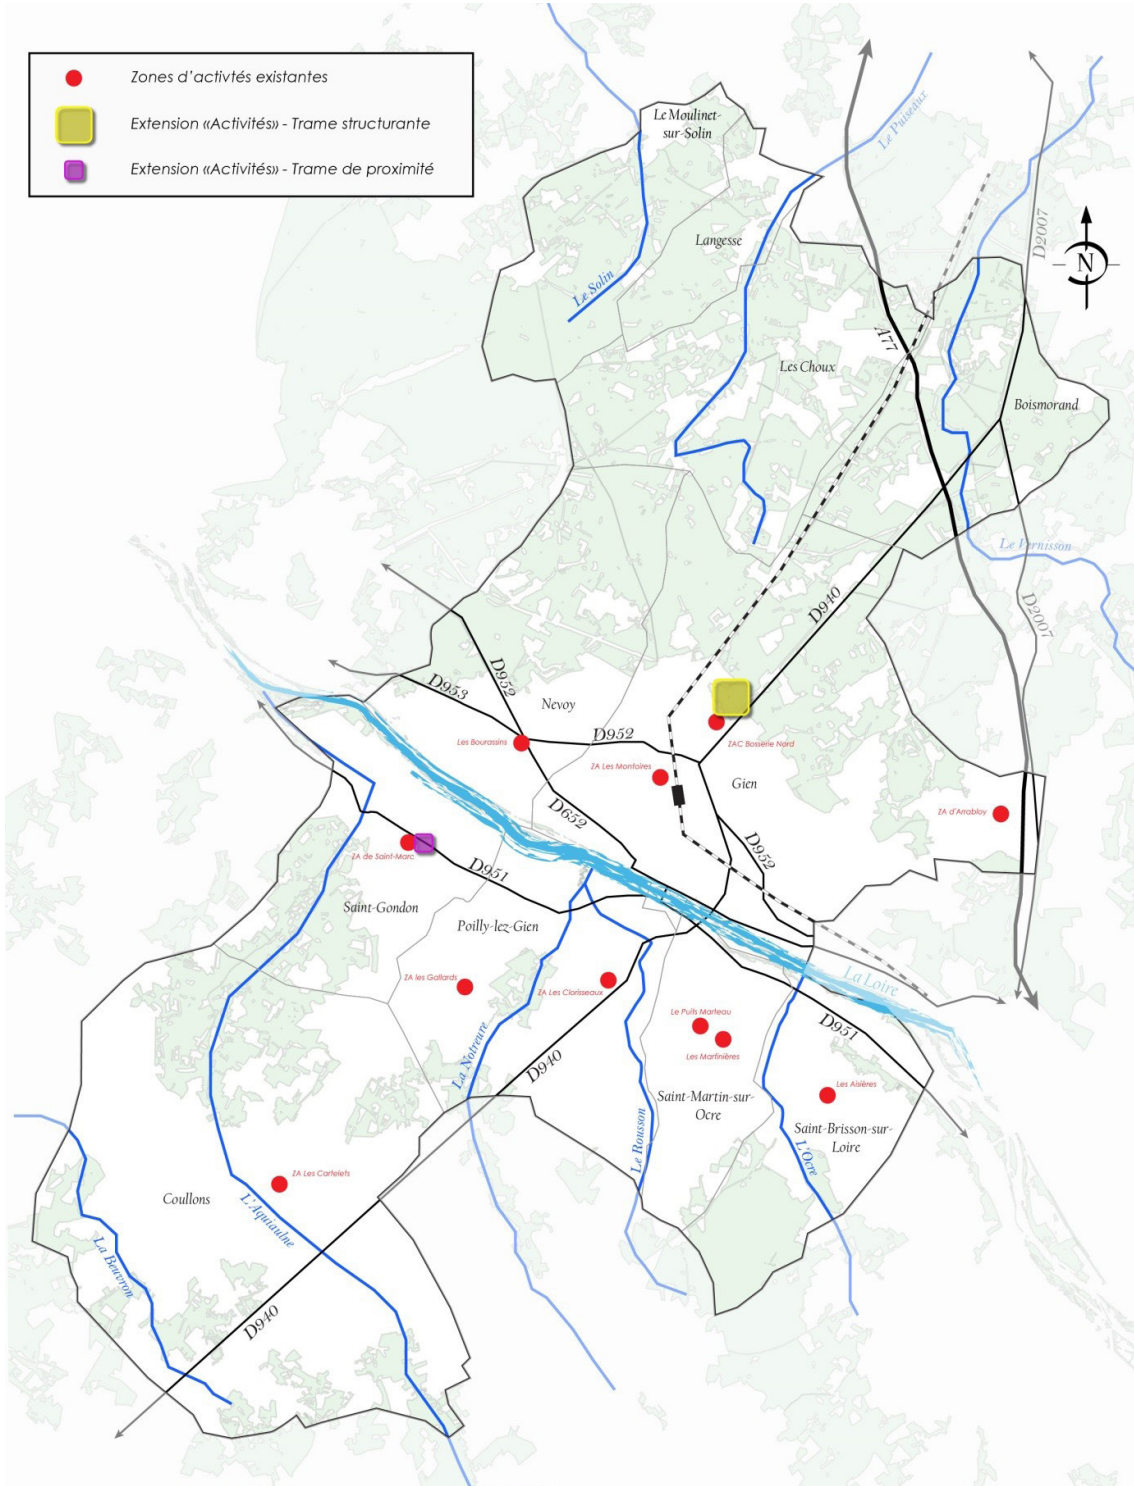 Zones d'activtés existantes
Extension «Activités» - Trame structurante
Extension «Activités» - Trame de proximité
Le Moulinet-
sur-Solin
Le Puiseaux
D2007
N
Langesse
Le Solin
A77
Les Choux
Boismorand
Le Vernisson
D940
D2007
D952
D953
Nevoy
D952
Les Bourassins
ZAC Bosserie Nord
ZA Les Montoires
Gien
D652
ZA d'Arrabloy
D952
ZA de Saint-Marc
D951
Saint-Gondon
Poilly-lez-Gien
ZA les Gallards
ZA Les Clorisseaux
La Loire
Le Puits Marteau
D951
Les Martinières
La Notreure
D940
Les Aisières
Saint-Martin-sur-
Ocre
Saint-Brisson-sur-
Loire
Le Rousson
L'Ocre
ZA Les Cartelets
Coullons
L'Aquiaulne
La Beuvron
D940